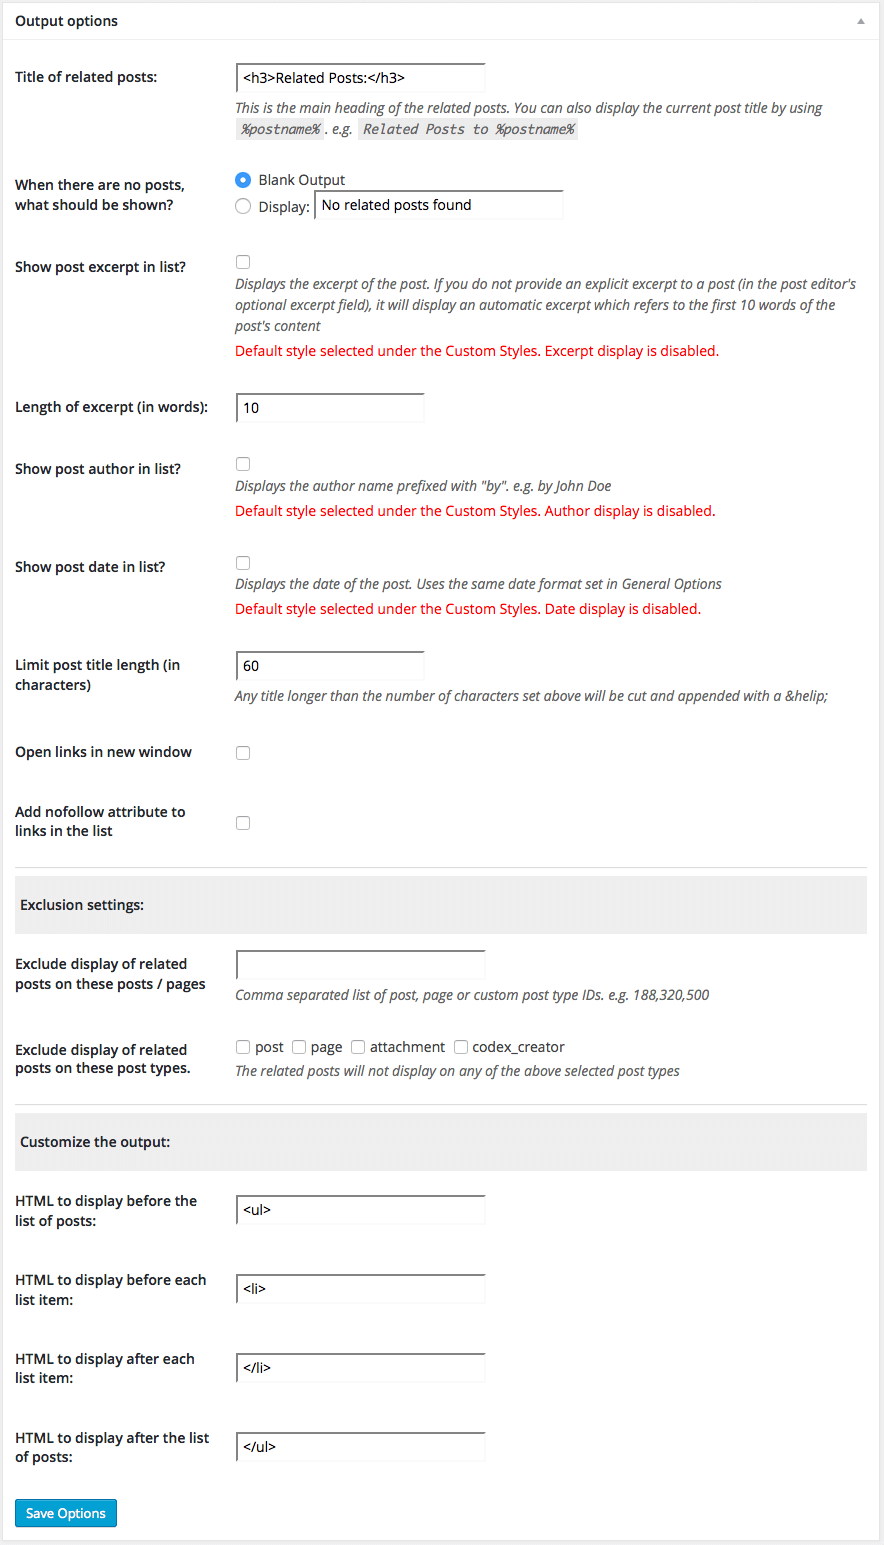 Output options
Title of related posts:
<h3>Related Posts:</h3>
This is the main heading of the related posts. You can also display the current post title by using
%postname% . e.g. Related Posts to %postname%
When there are no posts,
what should be shown?
Blank Output
Display: No related posts found
Show post excerpt in list?
Displays the excerpt of the post. If you do not provide an explicit excerpt to a post (in the post editor's
optional excerpt field), it will display an automatic excerpt which refers to the first 10 words of the
post's content
Default style selected under the Custom Styles. Excerpt display is disabled.
Length of excerpt (in words):
10
Show post author in list?
Displays the author name prefixed with "by". e.g. by John Doe
Default style selected under the Custom Styles. Author display is disabled.
Show post date in list?
Displays the date of the post. Uses the same date format set in General Options
Default style selected under the Custom Styles. Date display is disabled.
Limit post title length (in
characters)
60
Any title longer than the number of characters set above will be cut and appended with a &helip;
Open links in new window
Add nofollow attribute to
links in the list
Exclusion settings:
Exclude display of related
posts on these posts / pages
Comma separated list of post, page or custom post type IDs. e.g. 188,320,500
Exclude display of related
posts on these post types.
post page attachment codex_creator
The related posts will not display on any of the above selected post types
Customize the output:
HTML to display before the
list of posts:
<ul>
HTML to display before each
list item:
<li>
HTML to display after each
list item:
</li>
HTML to display after the list
of posts:
</ul>
Save Options